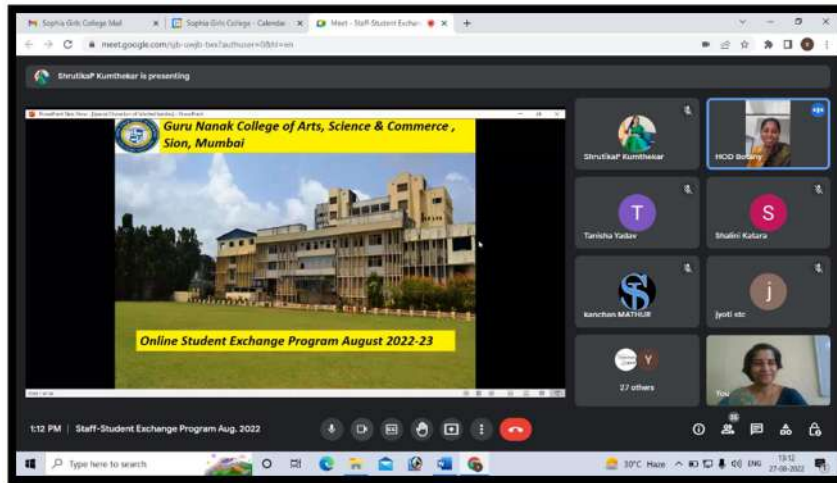 Sophia Girls College Mail
Sophia Girls College - Calendar
Meet - Staff-Student Exchan
ShrutikaP Kumthekar is presenting
Guru Nanak College of Arts, Science & Commerce ,
Sion, Mumbai
Online Student Exchange Program August 2022-23
ShrutikaP Kumthekar
HOD Botany
T
Tanisha Yadav
S
Shalini Katara
kanchan MATHUR
j
jyoti stc
Y
27 others
You
1:12 PM | Staff-Student Exchange Program Aug. 2022
Type here to search
30°C Haze
ENG
13:12
27-08-2022